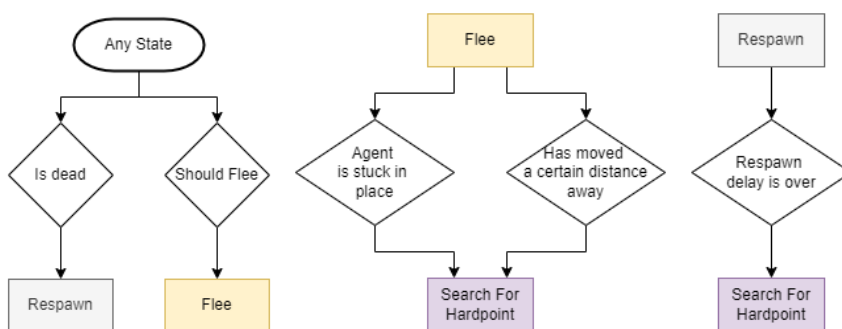 Any State
Is dead
Should Flee
Respawn
Flee
Flee
Agent
is stuck in
place
Has moved
a certain distance
away
Search For
Hardpoint
Respawn
Respawn
delay is over
Search For
Hardpoint